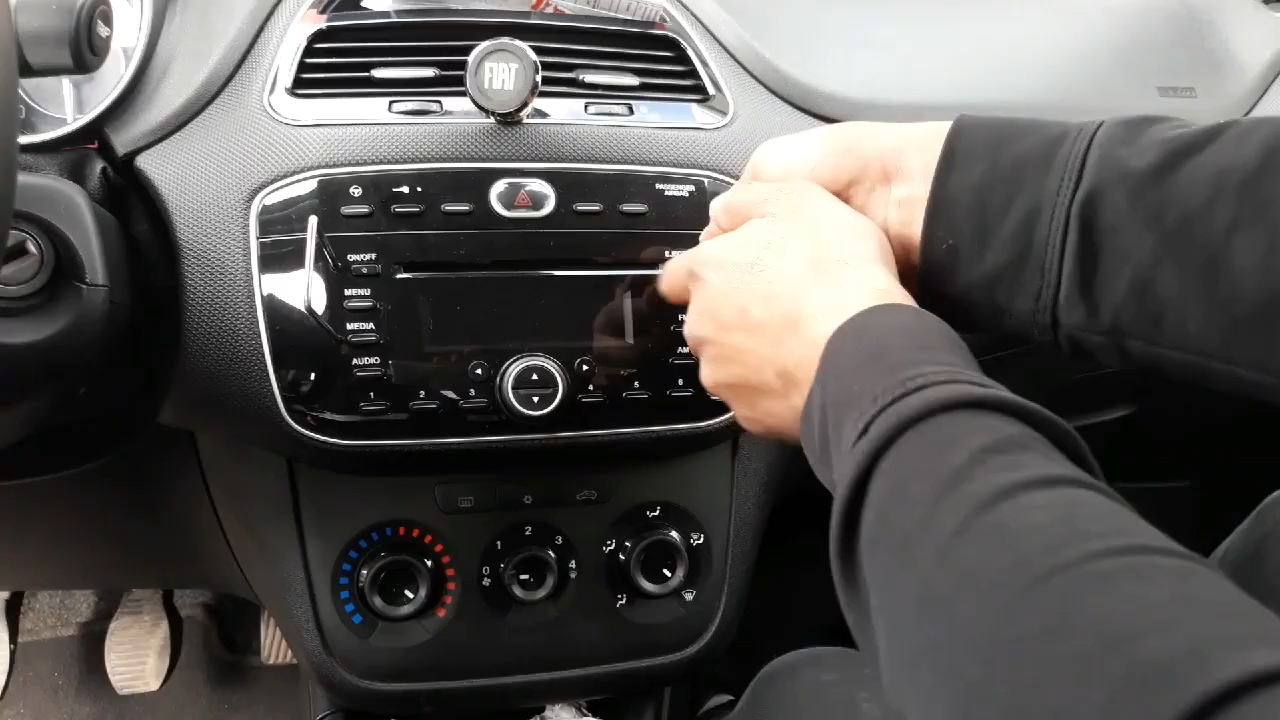 FIAT
PASSENGER
AIRBAG
ON/OFF
MENU
MEDIA
AUDIO
AM
1 2 3 4 5 6
0 1 2 3 4